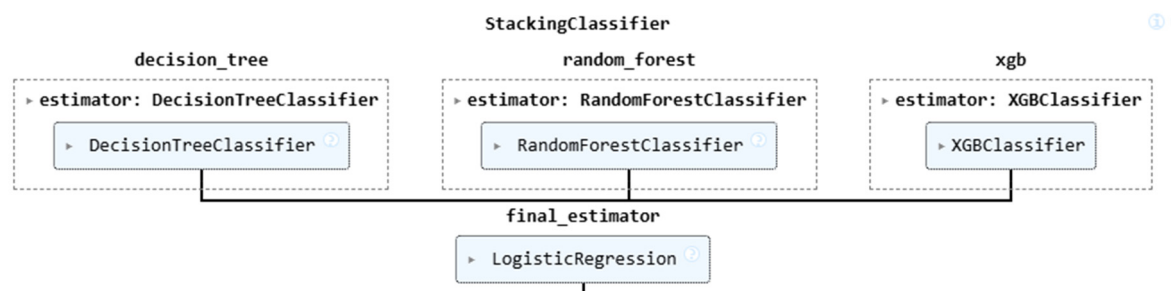 StackingClassifier
decision_tree
random_forest
xgb
estimator: DecisionTreeClassifier
estimator: RandomForestClassifier
estimator: XGBClassifier
DecisionTreeClassifier ?
RandomForestClassifier ?
XGBClassifier
final_estimator
LogisticRegression ?